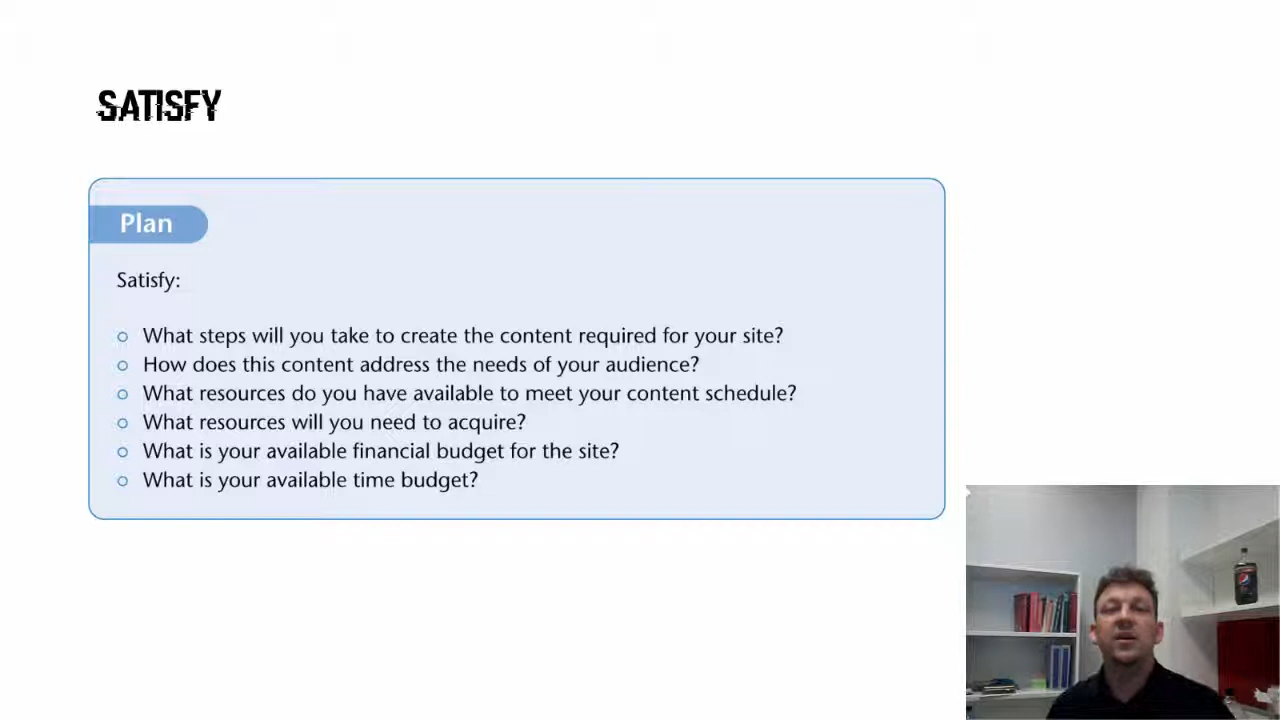 SATISFY
Plan
Satisfy:
What steps will you take to create the content required for your site?
How does this content address the needs of your audience?
What resources do you have available to meet your content schedule?
What resources will you need to acquire?
What is your available financial budget for the site?
What is your available time budget?